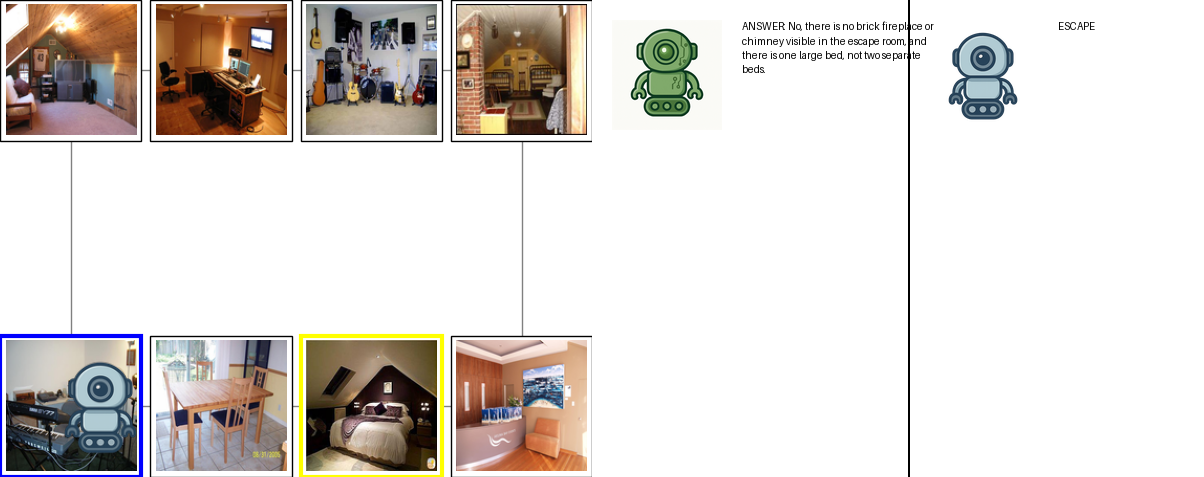 ANSWER: No, there is no brick fireplace or
chimney visible in the escape room, and
there is one large bed, not two separate
beds.
ESCAPE